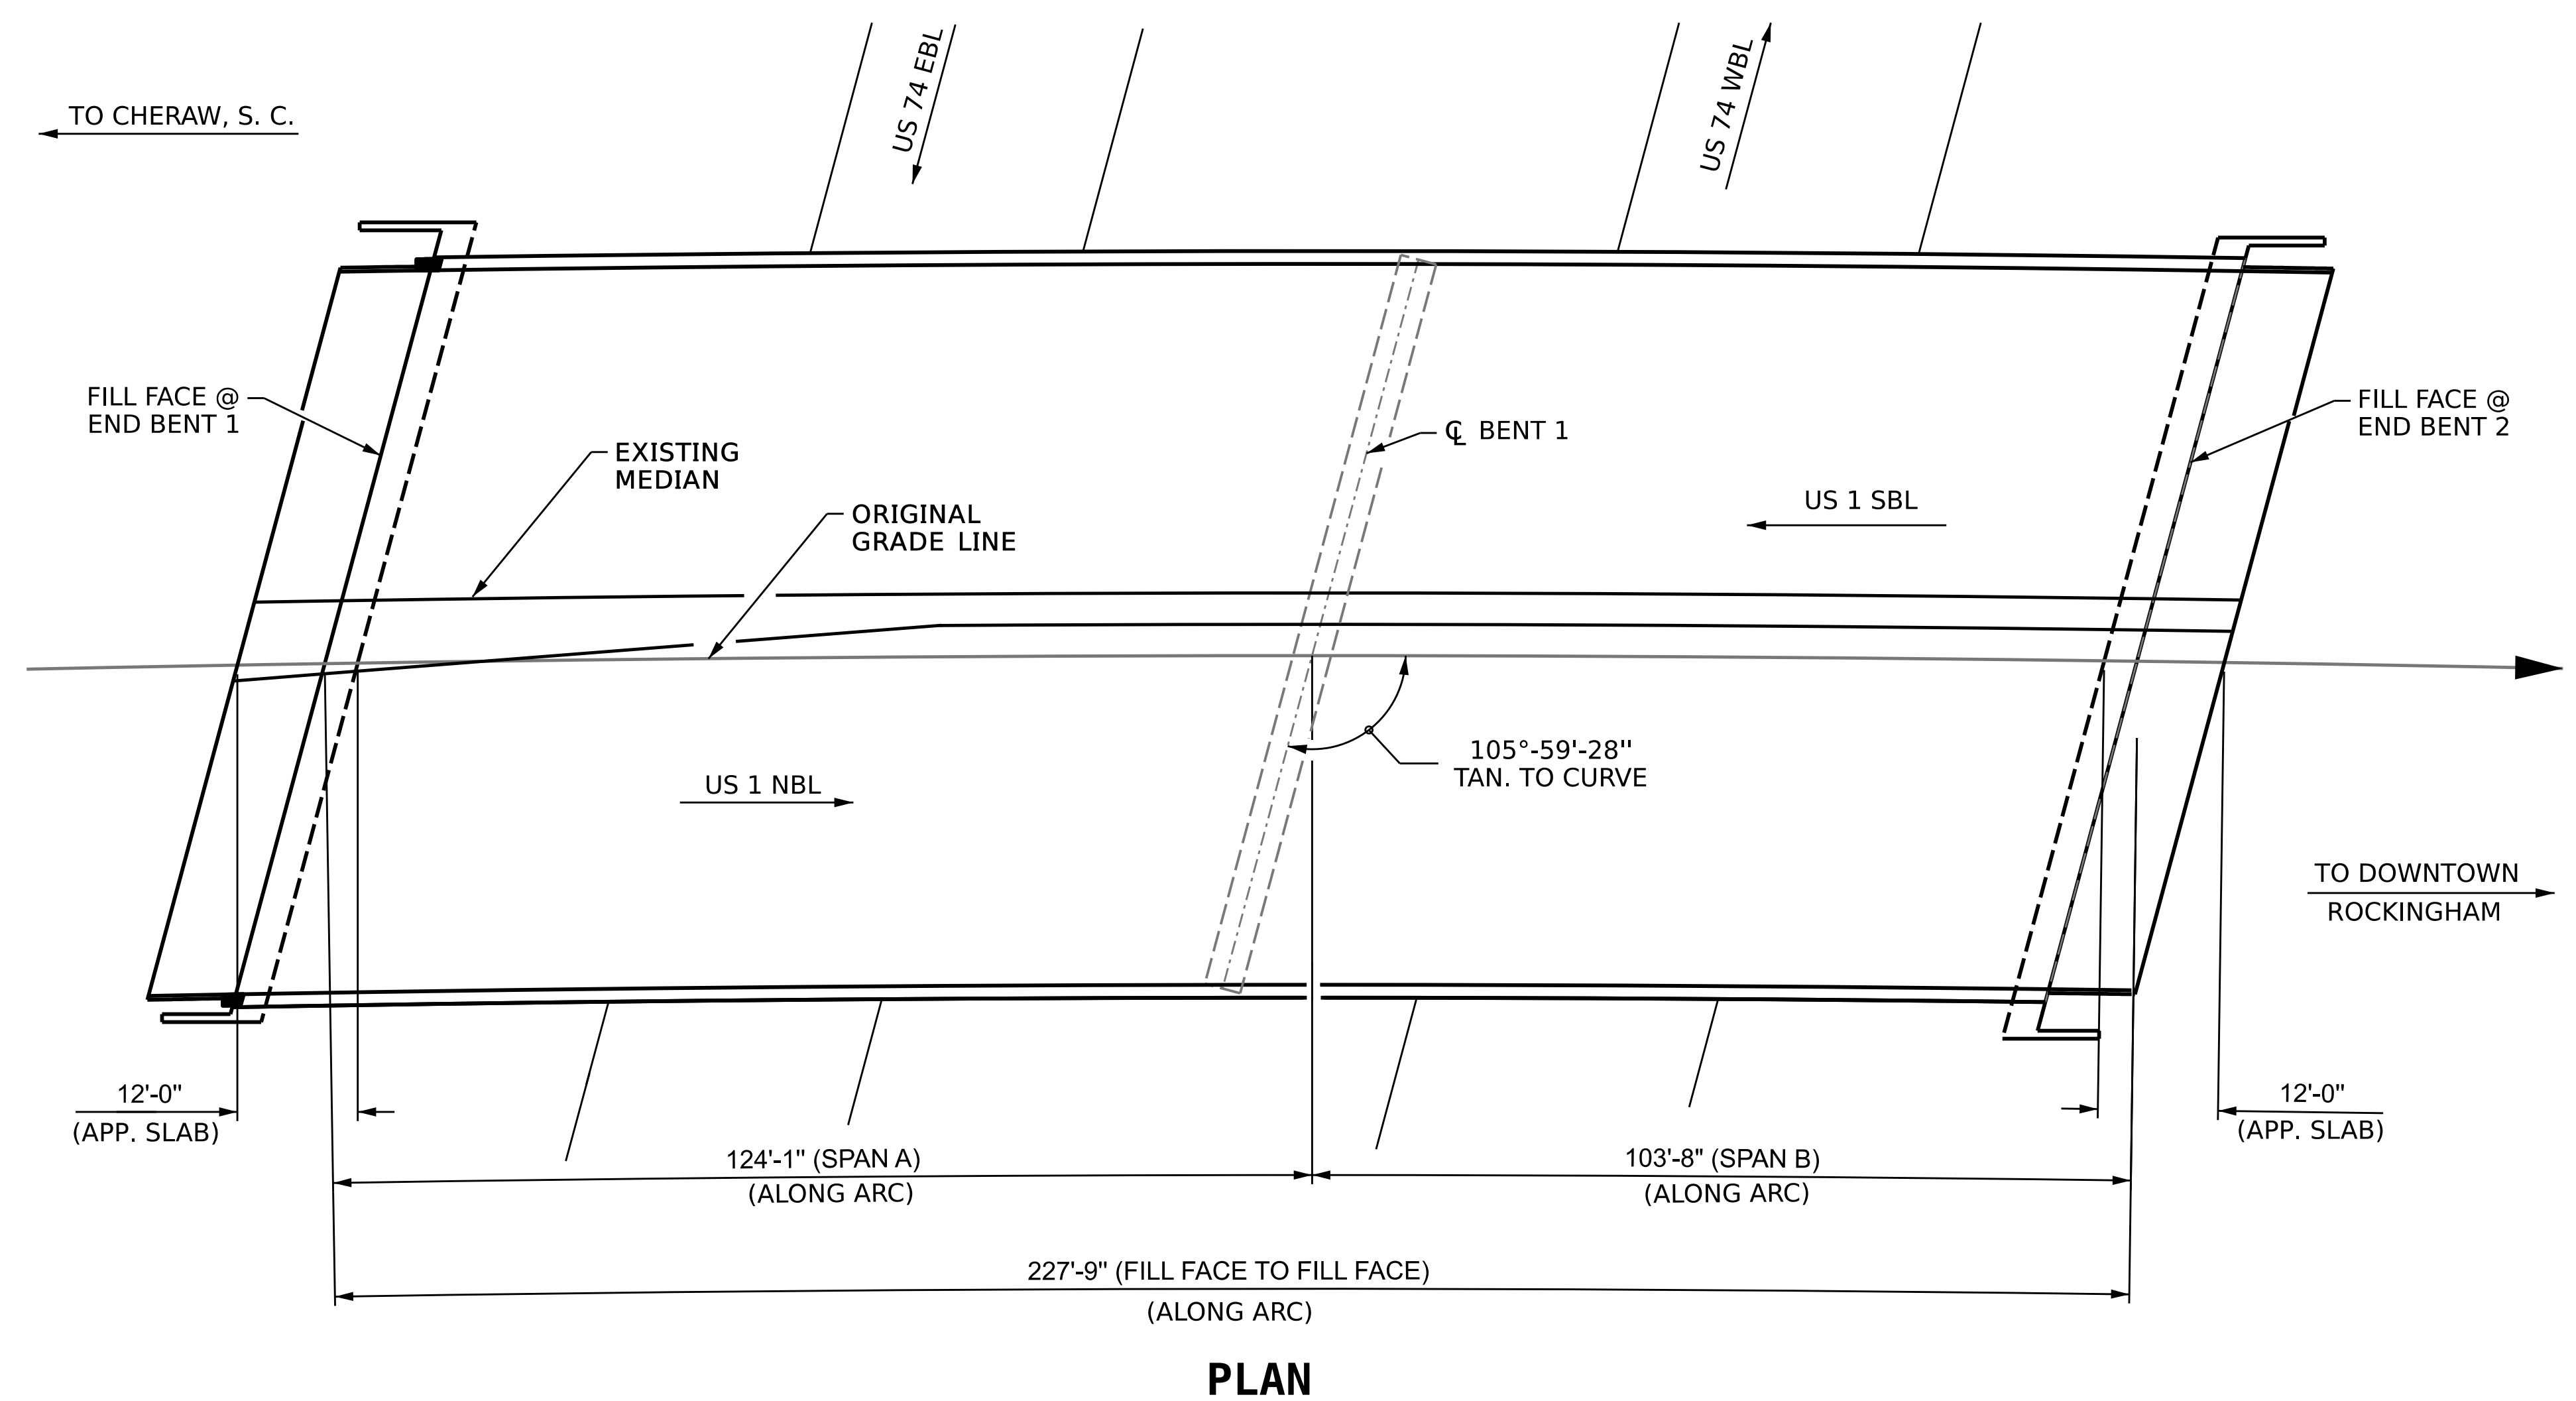 US 74 EBL
US 74 WBL
TO CHERAW, S. C.
FILL FACE @
END BENT 1
EXISTING
MEDIAN
ORIGINAL
GRADE LINE
℄ BENT 1
US 1 SBL
FILL FACE @
END BENT 2
US 1 NBL
105°-59'-28"
TAN. TO CURVE
TO DOWNTOWN
ROCKINGHAM
12'-0"
(APP. SLAB)
124'-1" (SPAN A)
(ALONG ARC)
103'-8" (SPAN B)
(ALONG ARC)
12'-0"
(APP. SLAB)
227'-9" (FILL FACE TO FILL FACE)
(ALONG ARC)
PLAN